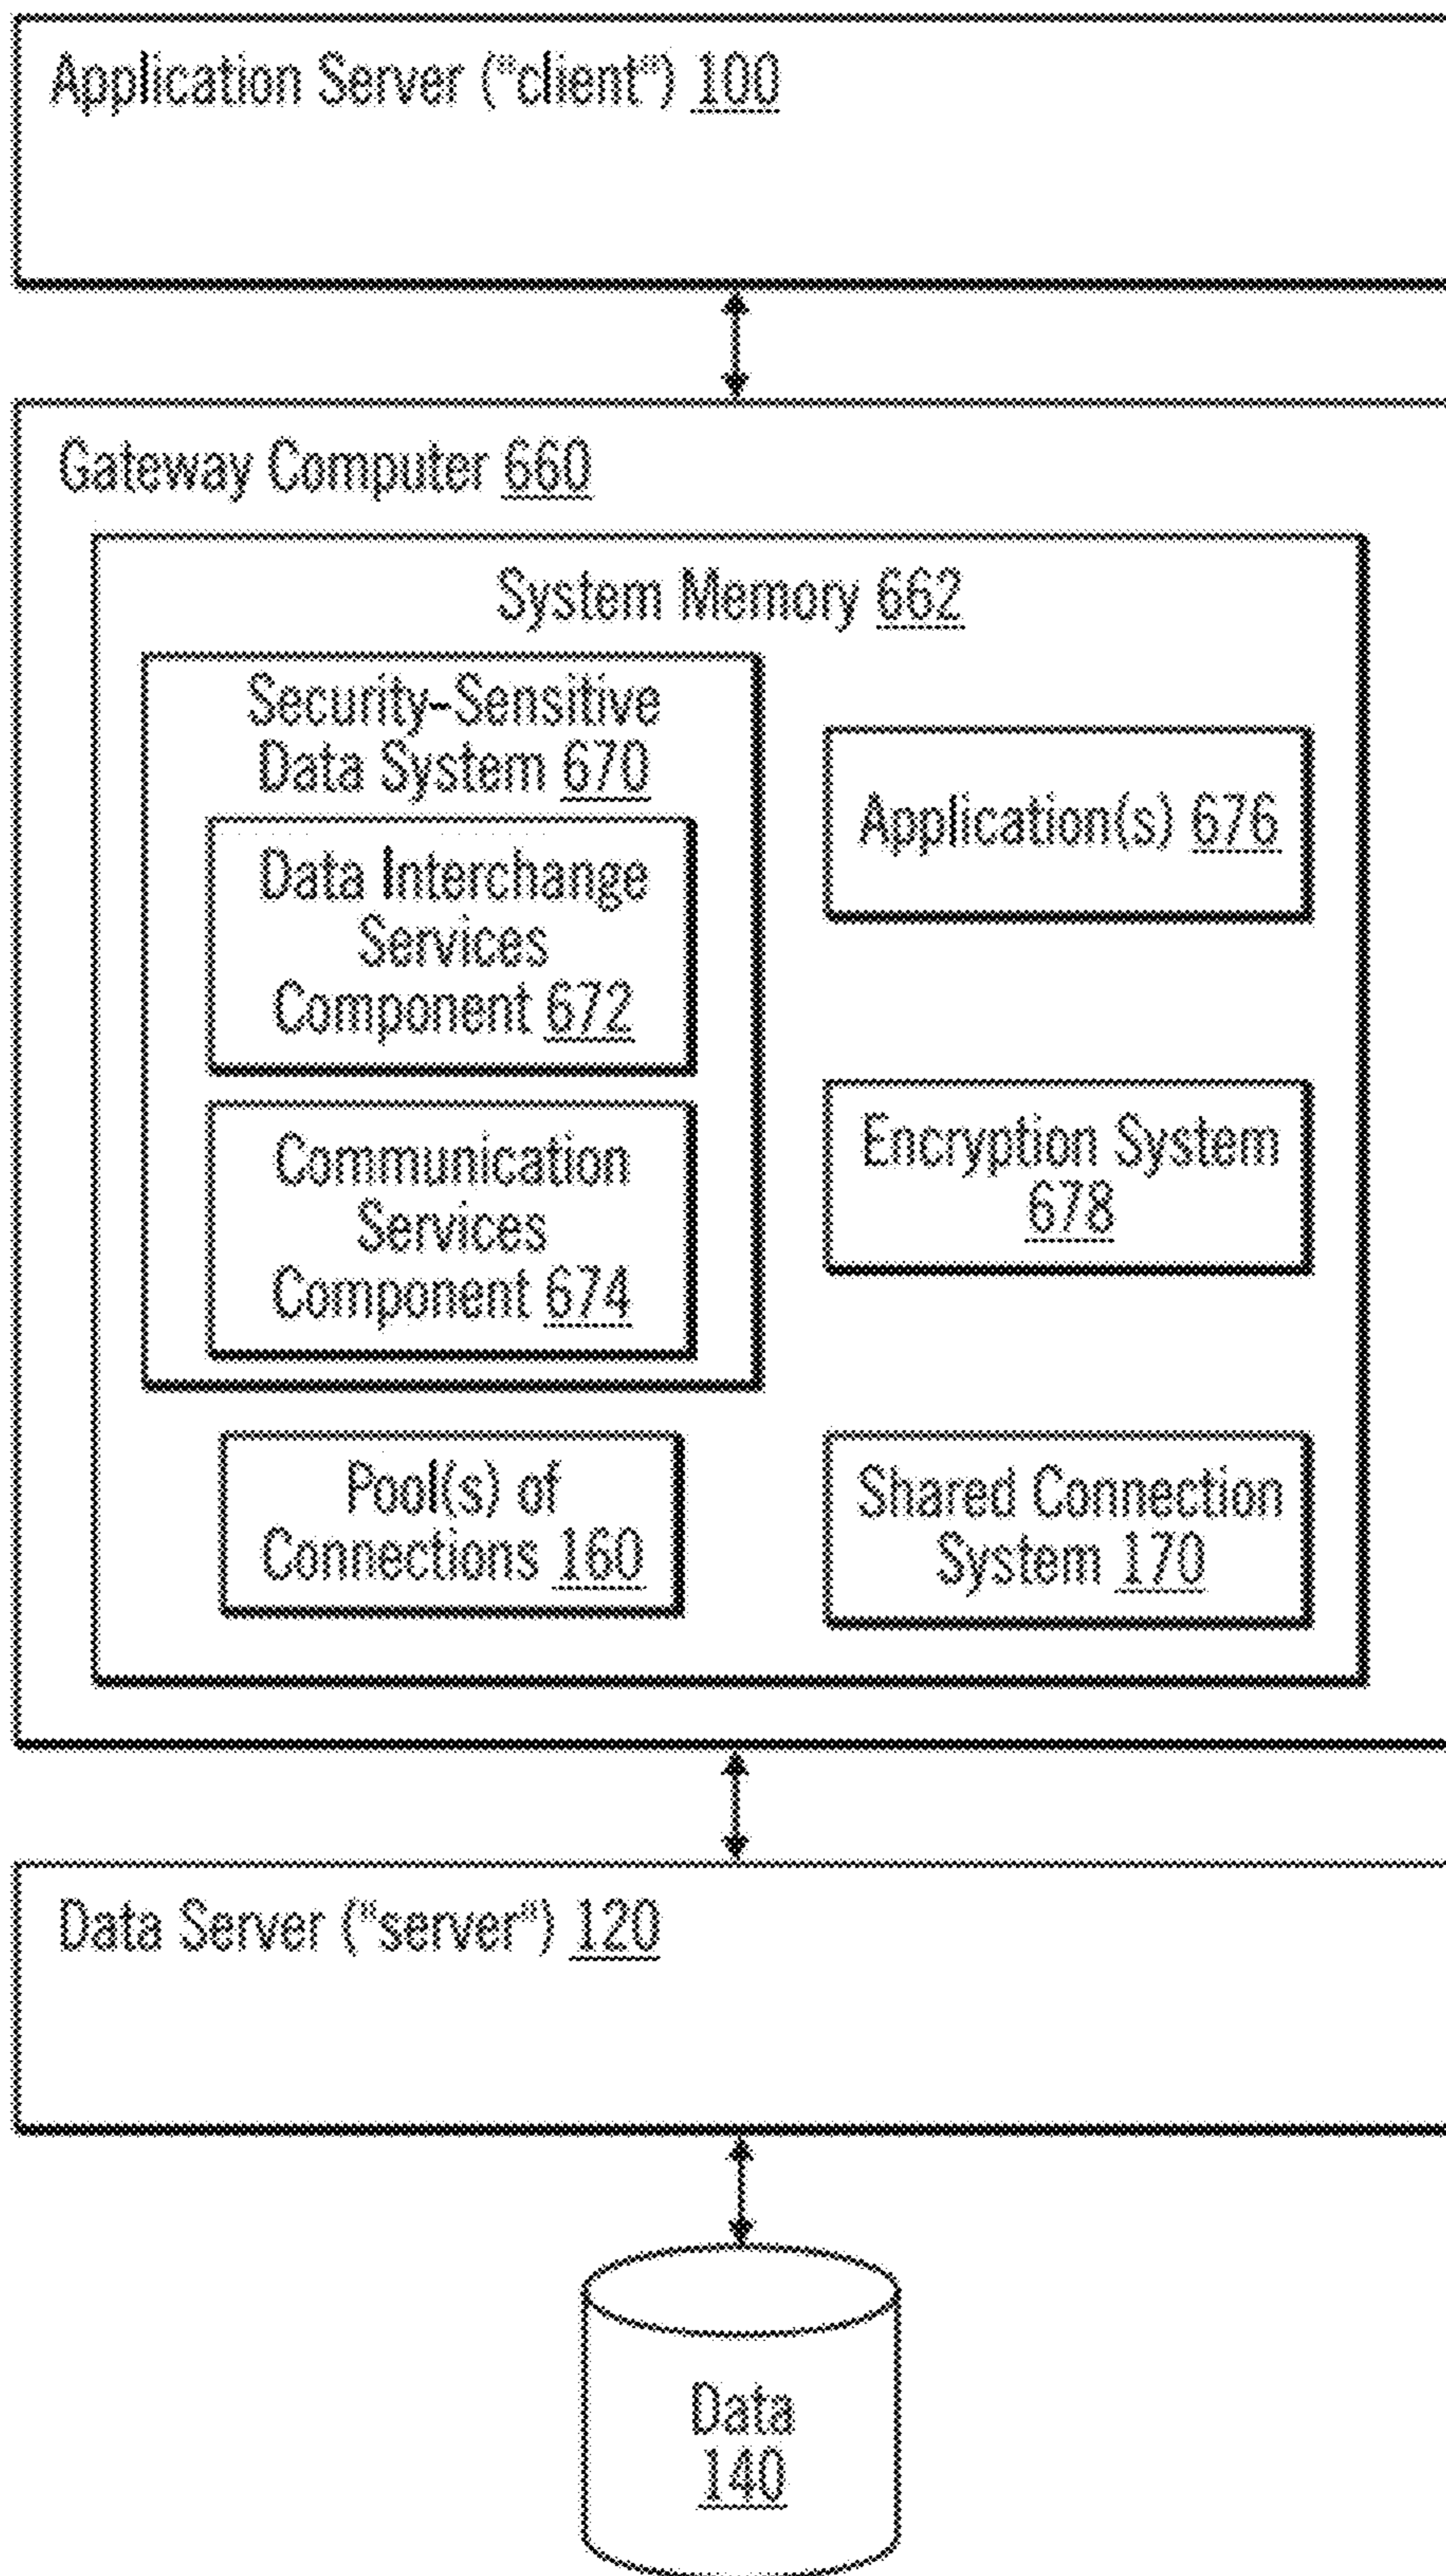 Application Server ("client") 100
Gateway Computer 660
System Memory 662
Security-Sensitive
Data System 670
Data Interchange
Services
Component 672
Communication
Services
Component 674
Application(s) 676
Encryption System
678
Pool(s) of
Connections 160
Shared Connection
System 170
Data Server ("server") 120
Data
140